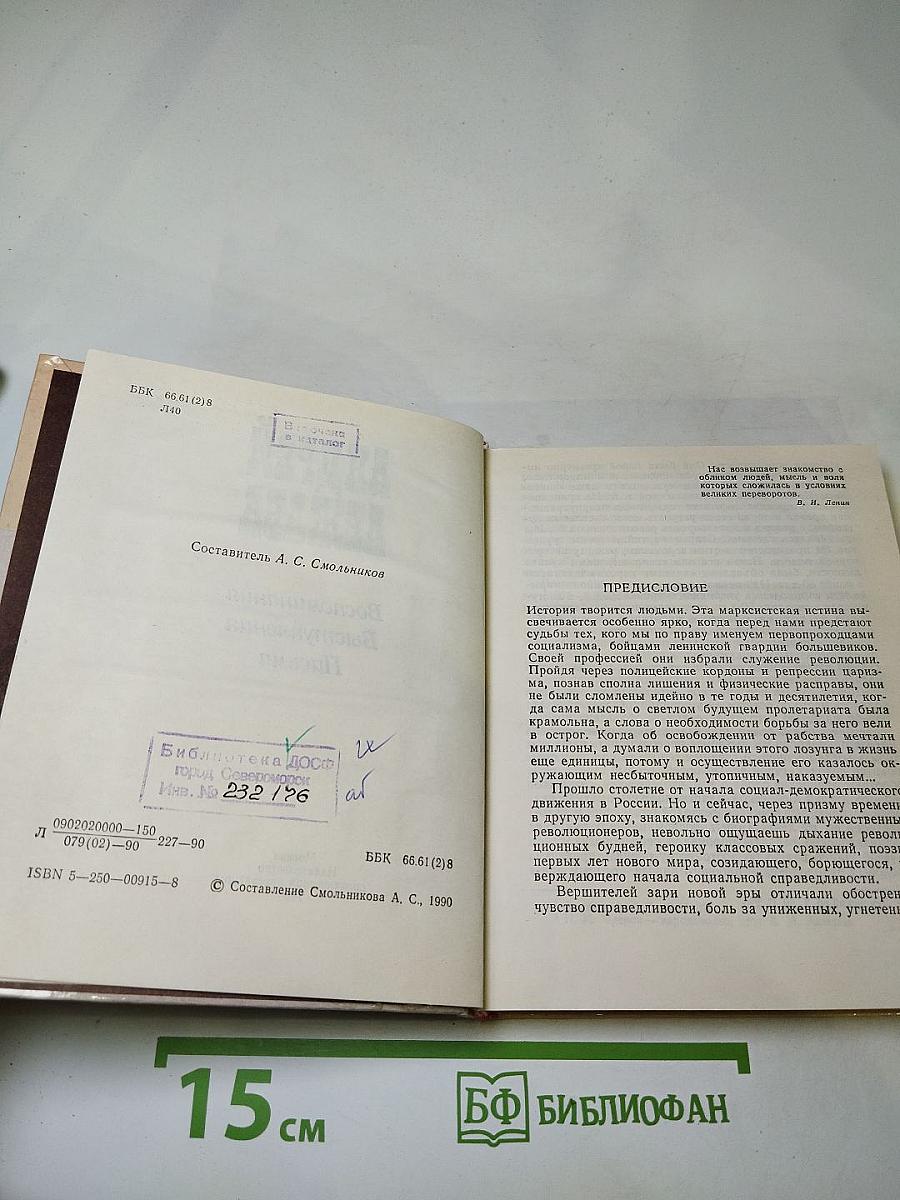 ББК 66.61(2)8
Л40
Включена
в каталог
Составитель А. С. Смольников
Библиотека ДОСФ
город Североморск
Инв. № 232176
Л 0902020000—150
079(02)—90 227—90
ББК 66.61(2)8
ISBN 5—250—00915—8
© Составление Смольникова А. С., 1990
Нас возвышает знакомство с
обликом людей, мысль и воля
которых сложилась в условиях
великих переворотов.
В. И. Ленин
ПРЕДИСЛОВИЕ
История творится людьми. Эта марксистская истина вы-
свечивается особенно ярко, когда перед нами предстают
судьбы тех, кого мы по праву именуем первопроходцами
социализма, бойцами ленинской гвардии большевиков.
Своей профессией они избрали служение революции.
Пройдя через полицейские кордоны и репрессии цариз-
ма, познав сполна лишения и физические расправы, они
не были сломлены идейно в те годы и десятилетия, ког-
да сама мысль о светлом будущем пролетариата была
крамольна, а слова о необходимости борьбы за него вели
в острог. Когда об освобождении от рабства мечтали
миллионы, а думали о воплощении этого лозунга в жизнь
еще единицы, потому и осуществление его казалось ок-
ружающим несбыточным, утопичным, наказуемым...
Прошло столетие от начала социал-демократического
движения в России. Но и сейчас, через призму времени
в другую эпоху, знакомясь с биографиями мужественны
революционеров, невольно ощущаешь дыхание револю
ционных будней, героику классовых сражений, поэзи
первых лет нового мира, созидающего, борющегося,
верждающего начала социальной справедливости.
Вершителей зари новой эры отличали обострен
чувство справедливости, боль за униженных, угнетенн
15 см
БФ БИБЛИОФАН